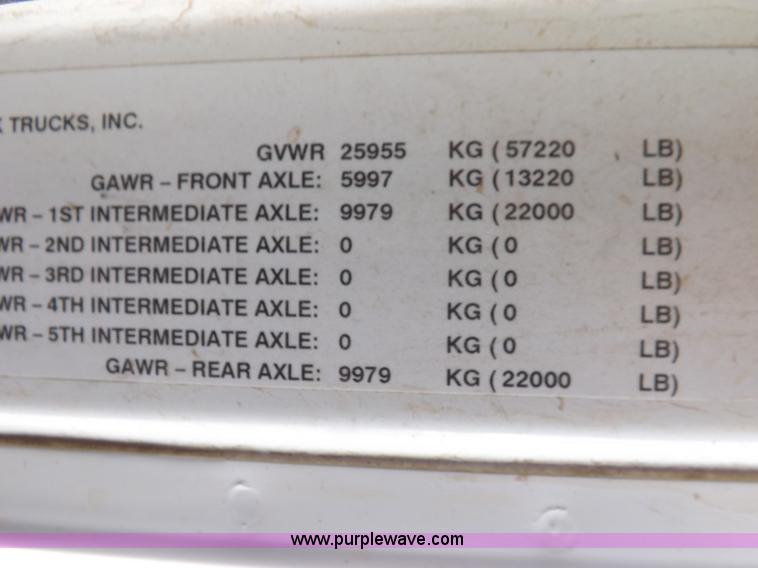 TRUCKS, INC.
GVWR 25955 KG ( 57220 LB)
GAWR – FRONT AXLE: 5997 KG ( 13220 LB)
WR – 1ST INTERMEDIATE AXLE: 9979 KG ( 22000 LB)
WR – 2ND INTERMEDIATE AXLE: 0 KG ( 0 LB)
WR – 3RD INTERMEDIATE AXLE: 0 KG ( 0 LB)
WR – 4TH INTERMEDIATE AXLE: 0 KG ( 0 LB)
WR – 5TH INTERMEDIATE AXLE: 0 KG ( 0 LB)
GAWR – REAR AXLE: 9979 KG ( 22000 LB)
www.purplewave.com